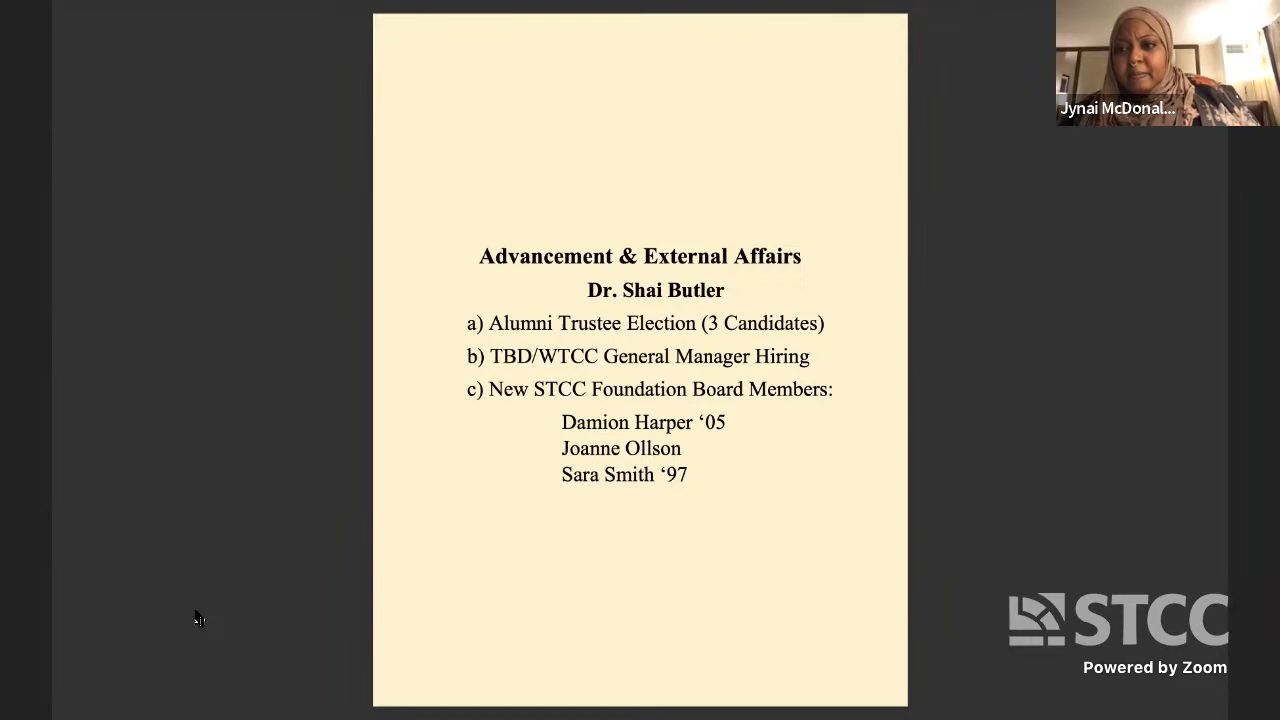 Jynai McDonal...
Advancement & External Affairs
Dr. Shai Butler
a) Alumni Trustee Election (3 Candidates)
b) TBD/WTCC General Manager Hiring
c) New STCC Foundation Board Members:
Damion Harper ‘05
Joanne Ollson
Sara Smith ‘97
STCC
Powered by Zoom